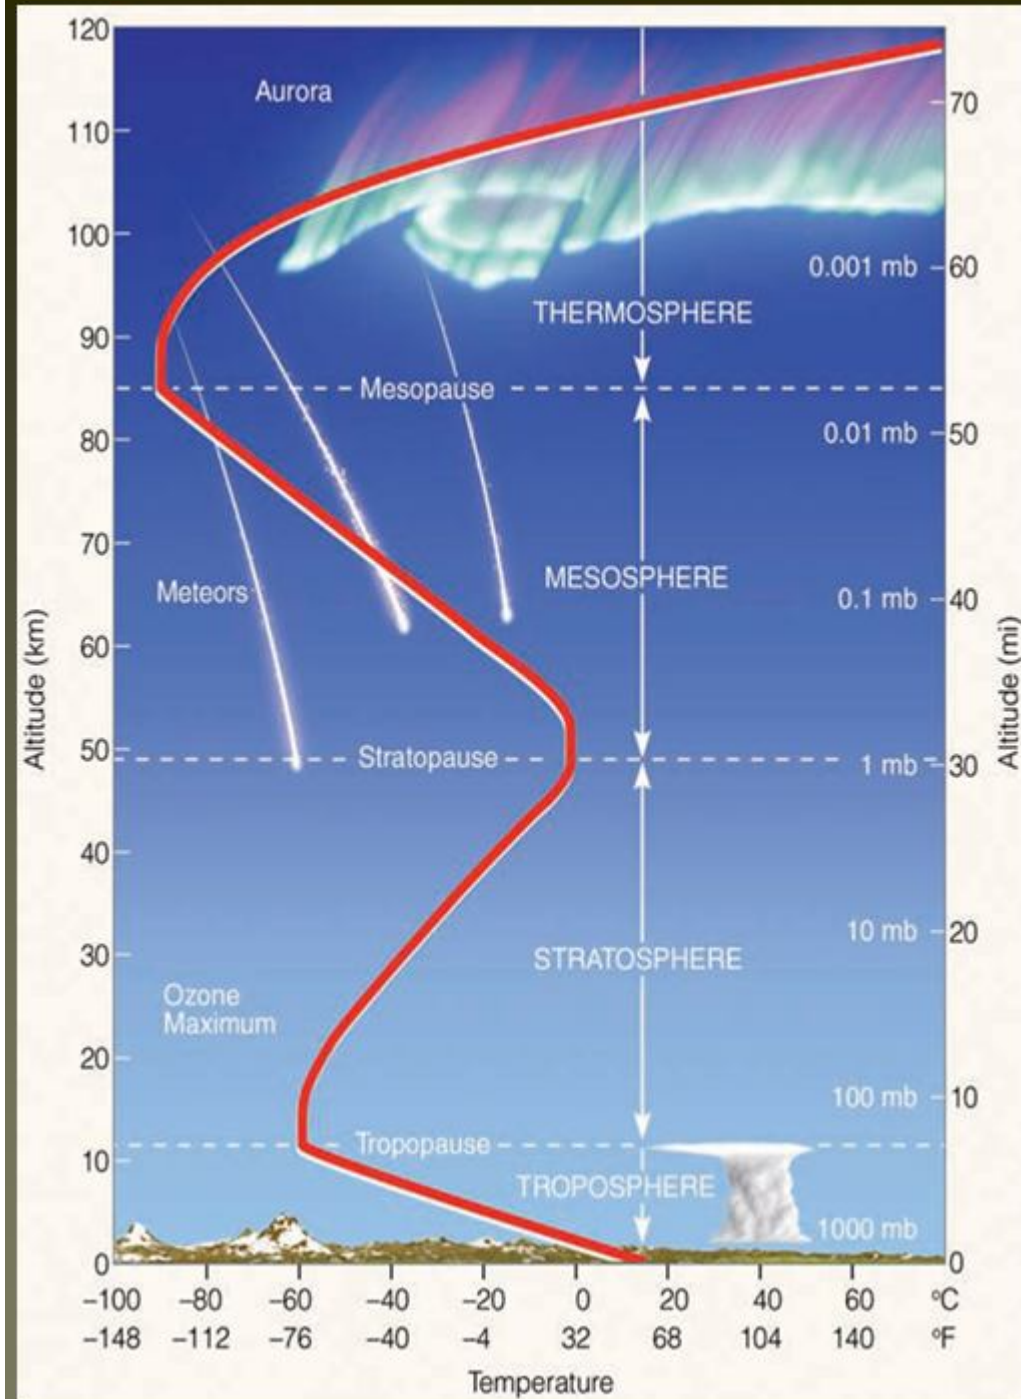 120
110
100
90
80
70
60
50
40
30
20
10
0
Altitude (km)
Aurora
THERMOSPHERE
0.001 mb
Mesopause
0.01 mb
Meteors
MESOSPHERE
0.1 mb
Stratopause
1 mb
STRATOSPHERE
10 mb
Ozone
Maximum
100 mb
Tropopause
TROPOSPHERE
1000 mb
70
60
50
40
30
20
10
0
Altitude (mi)
−100 −80 −60 −40 −20 0 20 40 60 ºC
−148 −112 −76 −40 −4 32 68 104 140 ºF
Temperature